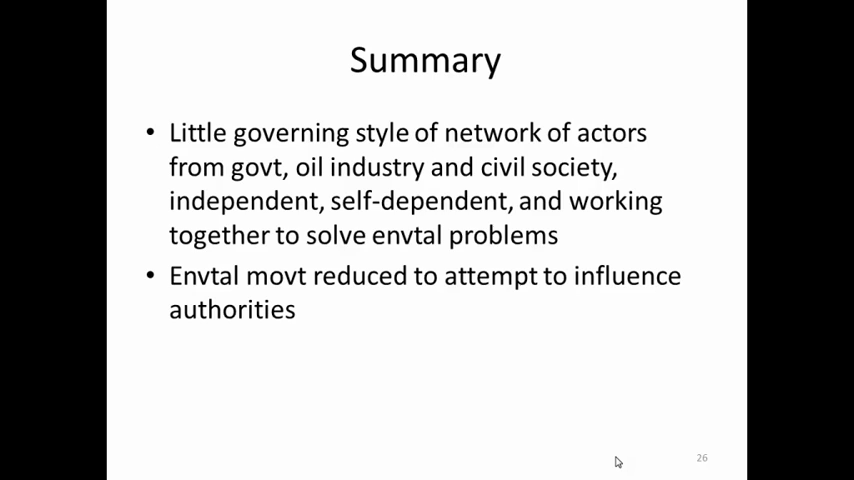 Summary
• Little governing style of network of actors
from govt, oil industry and civil society,
independent, self-dependent, and working
together to solve envtal problems
• Envtal movt reduced to attempt to influence
authorities
26